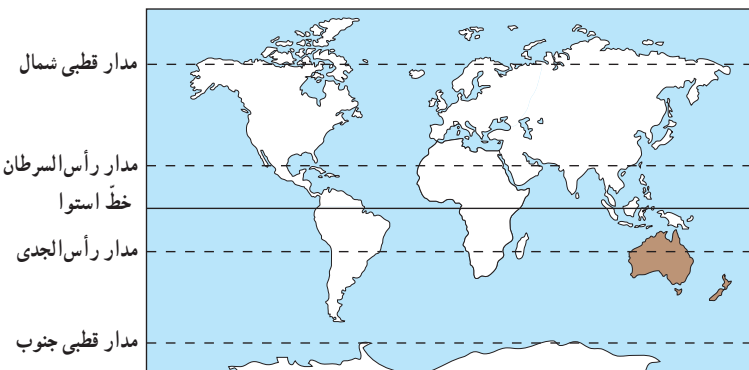 مدار قطبی شمال
مدار رأس‌السرطان
خطّ استوا
مدار رأس‌الجدی
مدار قطبی جنوب